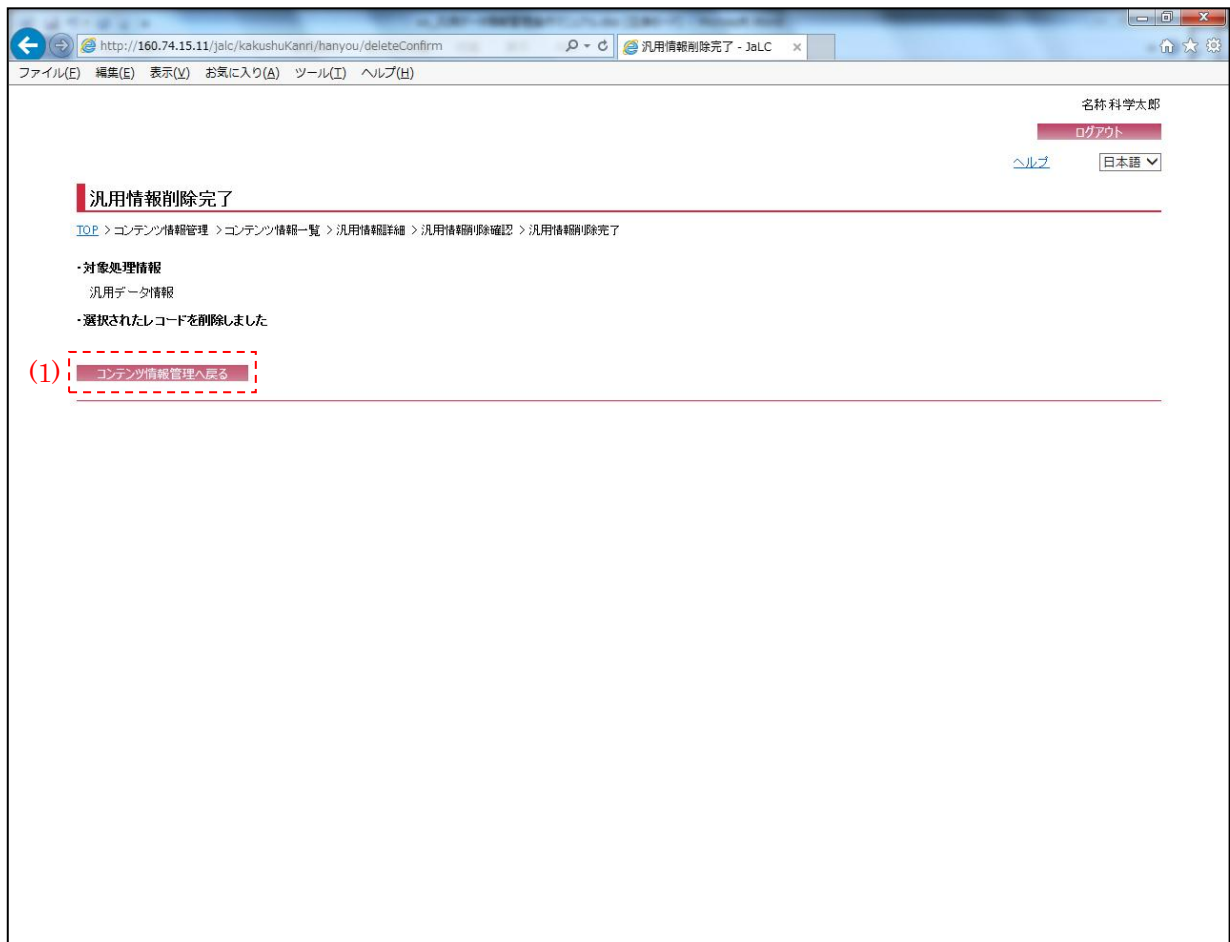 http://160.74.15.11/jalc/kakushuKanri/hanyou/deleteConfirm
汎用情報削除完了 - JaLC
ファイル(F) 編集(E) 表示(V) お気に入り(A) ツール(T) ヘルプ(H)
名称 科学太郎
ログアウト
ヘルプ 日本語
汎用情報削除完了
TOP > コンテンツ情報管理 > コンテンツ情報一覧 > 汎用情報詳細 > 汎用情報削除確認 > 汎用情報削除完了
・対象処理情報
汎用データ情報
・選択されたレコードを削除しました
(1) コンテンツ情報管理へ戻る